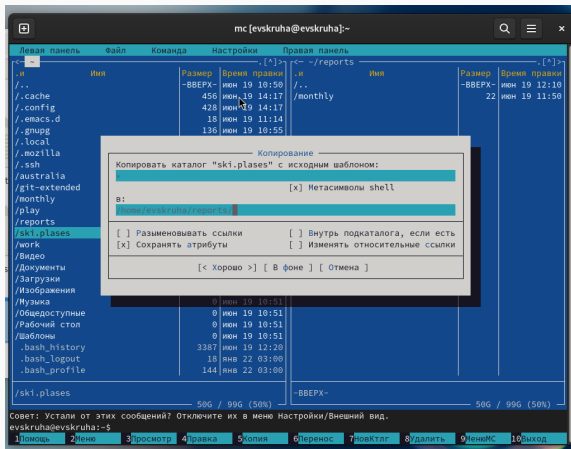 mc [evskruha@evskruha]:~
Левая панель Файл Команда Настройки Правая панель
<- ~ .[^]> <- ~/reports .[^]>
.и Имя Размер Время правки .и Имя Размер Время правки
/.. -ВВЕРХ- июн 19 10:50 /.. -ВВЕРХ- июн 19 12:10
/.cache 456 июн 19 14:17 /monthly 22 июн 19 11:50
/.config 428 июн 19 14:17
/.emacs.d 18 июн 19 11:14
/.gnupg 136 июн 19 10:55
/.local
/.mozilla
/.ssh
/australia
/git-extended
/monthly
/play
/reports
/ski.plases
/work
/Видео
/Документы
/Загрузки
/Изображения
/Музыка 0 июн 19 10:51
/Общедоступные 0 июн 19 10:51
/Рабочий стол 0 июн 19 10:51
/Шаблоны 0 июн 19 10:51
.bash_history 3387 июн 19 12:20
.bash_logout 18 янв 22 03:00
.bash_profile 144 янв 22 03:00
Копирование
Копировать каталог "ski.plases" с исходным шаблоном:
*
[x] Метасимволы shell
в:
/home/evskruha/reports/
[ ] Разыменовывать ссылки [ ] Внутрь подкаталога, если есть
[x] Сохранять атрибуты [ ] Изменять относительные ссылки
[< Хорошо >] [ В фоне ] [ Отмена ]
/ski.plases -ВВЕРХ-
50G / 99G (50%) 50G / 99G (50%)
Совет: Устали от этих сообщений? Отключите их в меню Настройки/Внешний вид.
evskruha@evskruha:~$
1Помощь 2Меню 3Просмотр 4Правка 5Копия 6Перенос 7НовКтлг 8Удалить 9МенюМС 10Выход